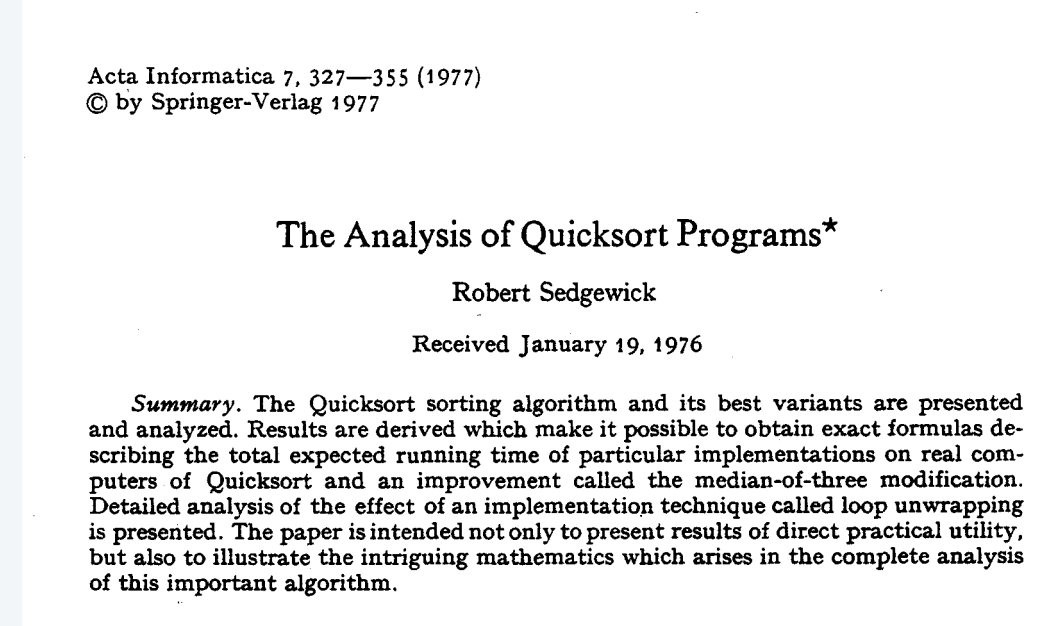 Acta Informatica 7, 327—355 (1977)
© by Springer-Verlag 1977
The Analysis of Quicksort Programs*
Robert Sedgewick
Received January 19, 1976
Summary. The Quicksort sorting algorithm and its best variants are presented
and analyzed. Results are derived which make it possible to obtain exact formulas de-
scribing the total expected running time of particular implementations on real com-
puters of Quicksort and an improvement called the median-of-three modification.
Detailed analysis of the effect of an implementation technique called loop unwrapping
is presented. The paper is intended not only to present results of direct practical utility,
but also to illustrate the intriguing mathematics which arises in the complete analysis
of this important algorithm.